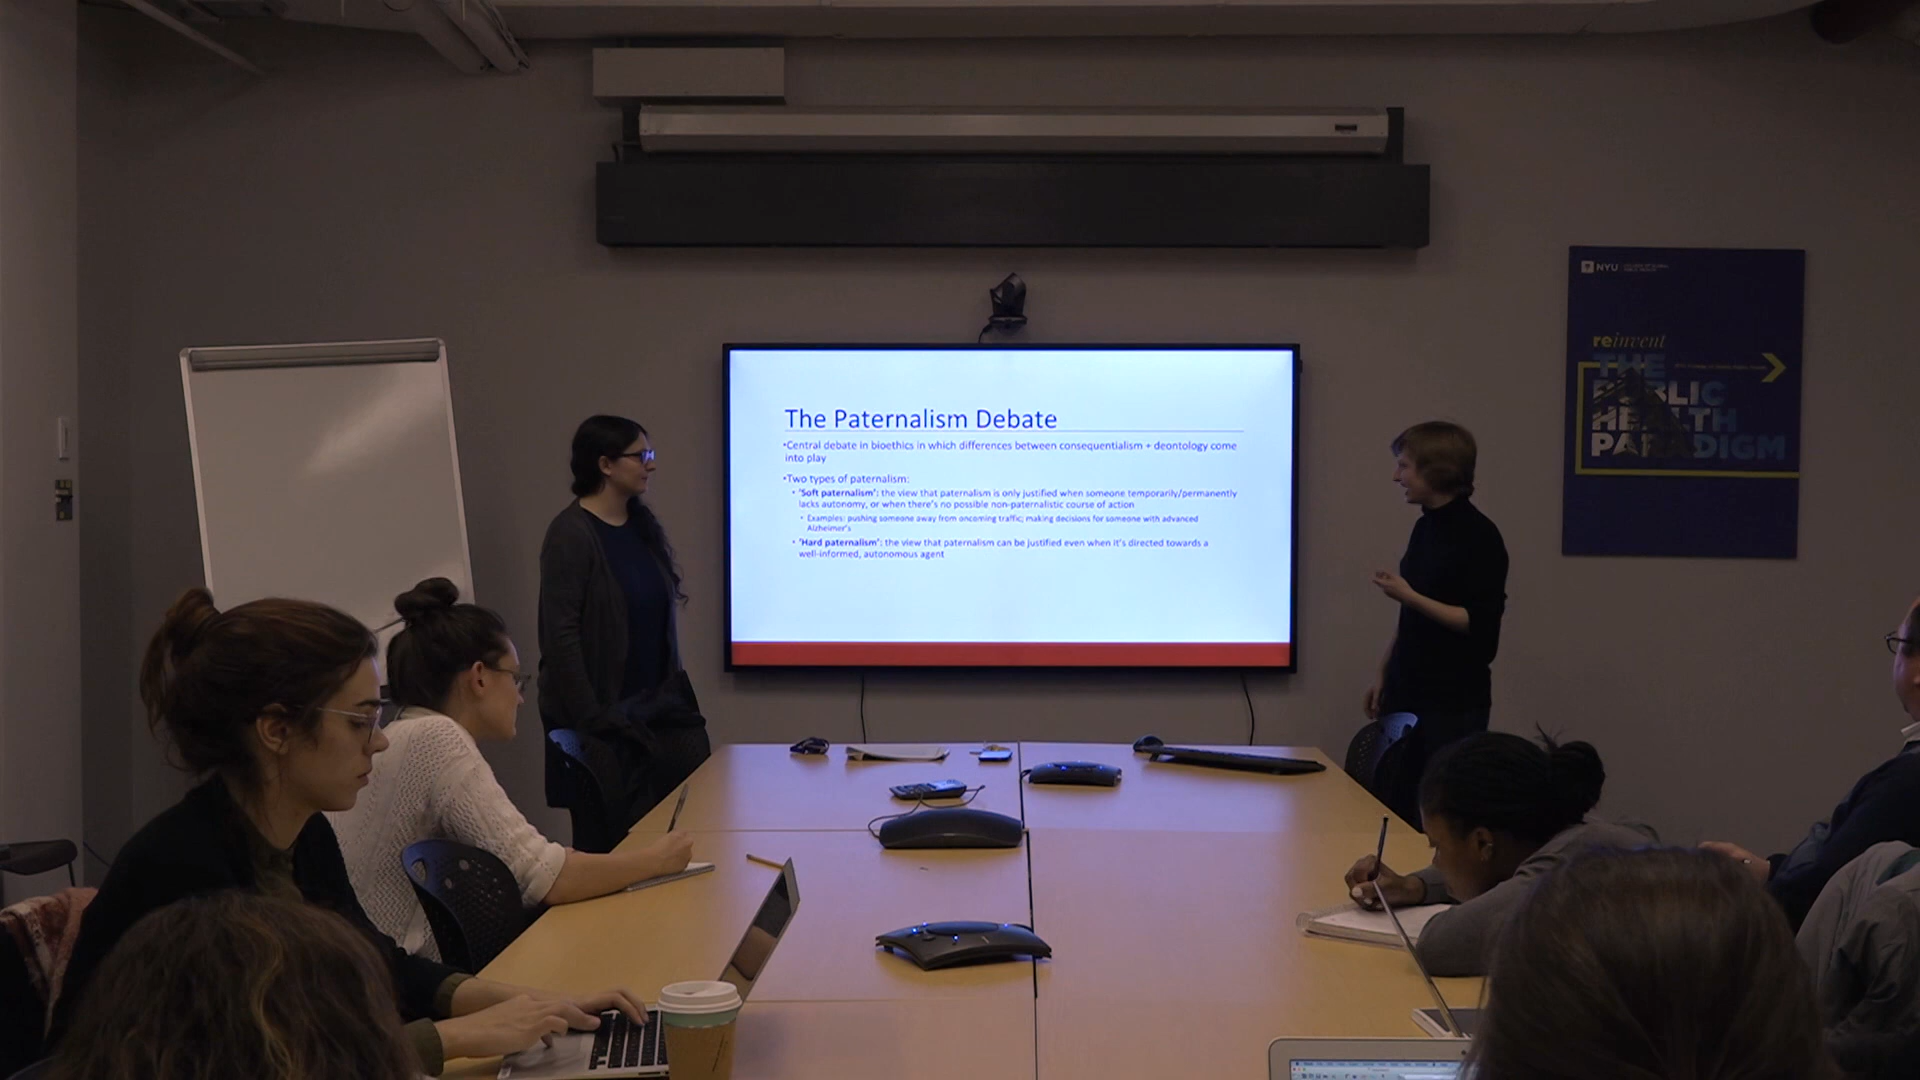 The Paternalism Debate
•Central debate in bioethics in which differences between consequentialism + deontology come
into play
•Two types of paternalism:
• 'Soft paternalism': the view that paternalism is only justified when someone temporarily/permanently
lacks autonomy, or when there's no possible non-paternalistic course of action
• Examples: pushing someone away from oncoming traffic; making decisions for someone with advanced
Alzheimer's
• 'Hard paternalism': the view that paternalism can be justified even when it's directed towards a
well-informed, autonomous agent
NYU
reinvent
THE
PUBLIC
HEALTH
PARADIGM